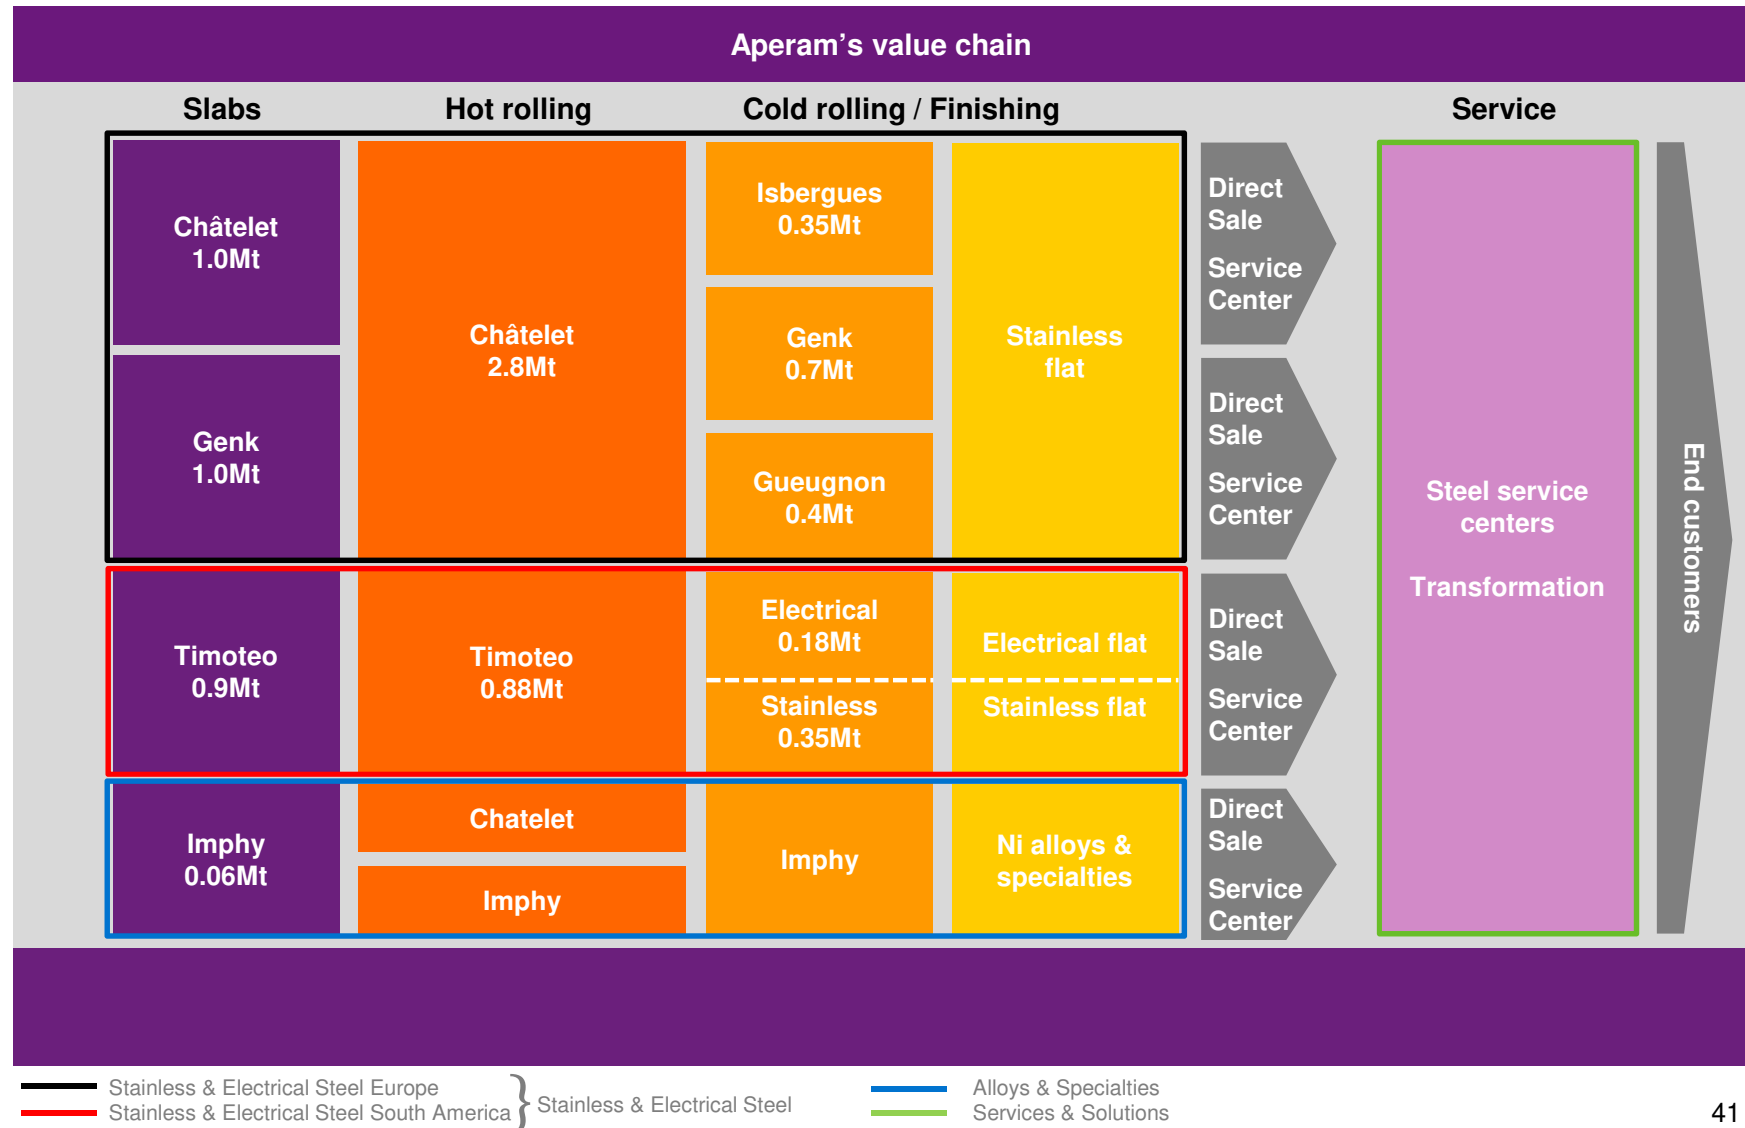 Aperam's value chain
Slabs
Hot rolling
Cold rolling / Finishing
Service
Châtelet
1.0Mt
Genk
1.0Mt
Châtelet
2.8Mt
Isbergues
0.35Mt
Genk
0.7Mt
Gueugnon
0.4Mt
Stainless
flat
Direct
Sale
Service
Center
Direct
Sale
Service
Center
Timoteo
0.9Mt
Timoteo
0.88Mt
Electrical
0.18Mt
Stainless
0.35Mt
Electrical flat
Stainless flat
Direct
Sale
Service
Center
Imphy
0.06Mt
Chatelet
Imphy
Imphy
Ni alloys &
specialties
Direct
Sale
Service
Center
Steel service
centers
Transformation
End customers
Stainless & Electrical Steel Europe
Stainless & Electrical Steel South America
Stainless & Electrical Steel
Alloys & Specialties
Services & Solutions
41